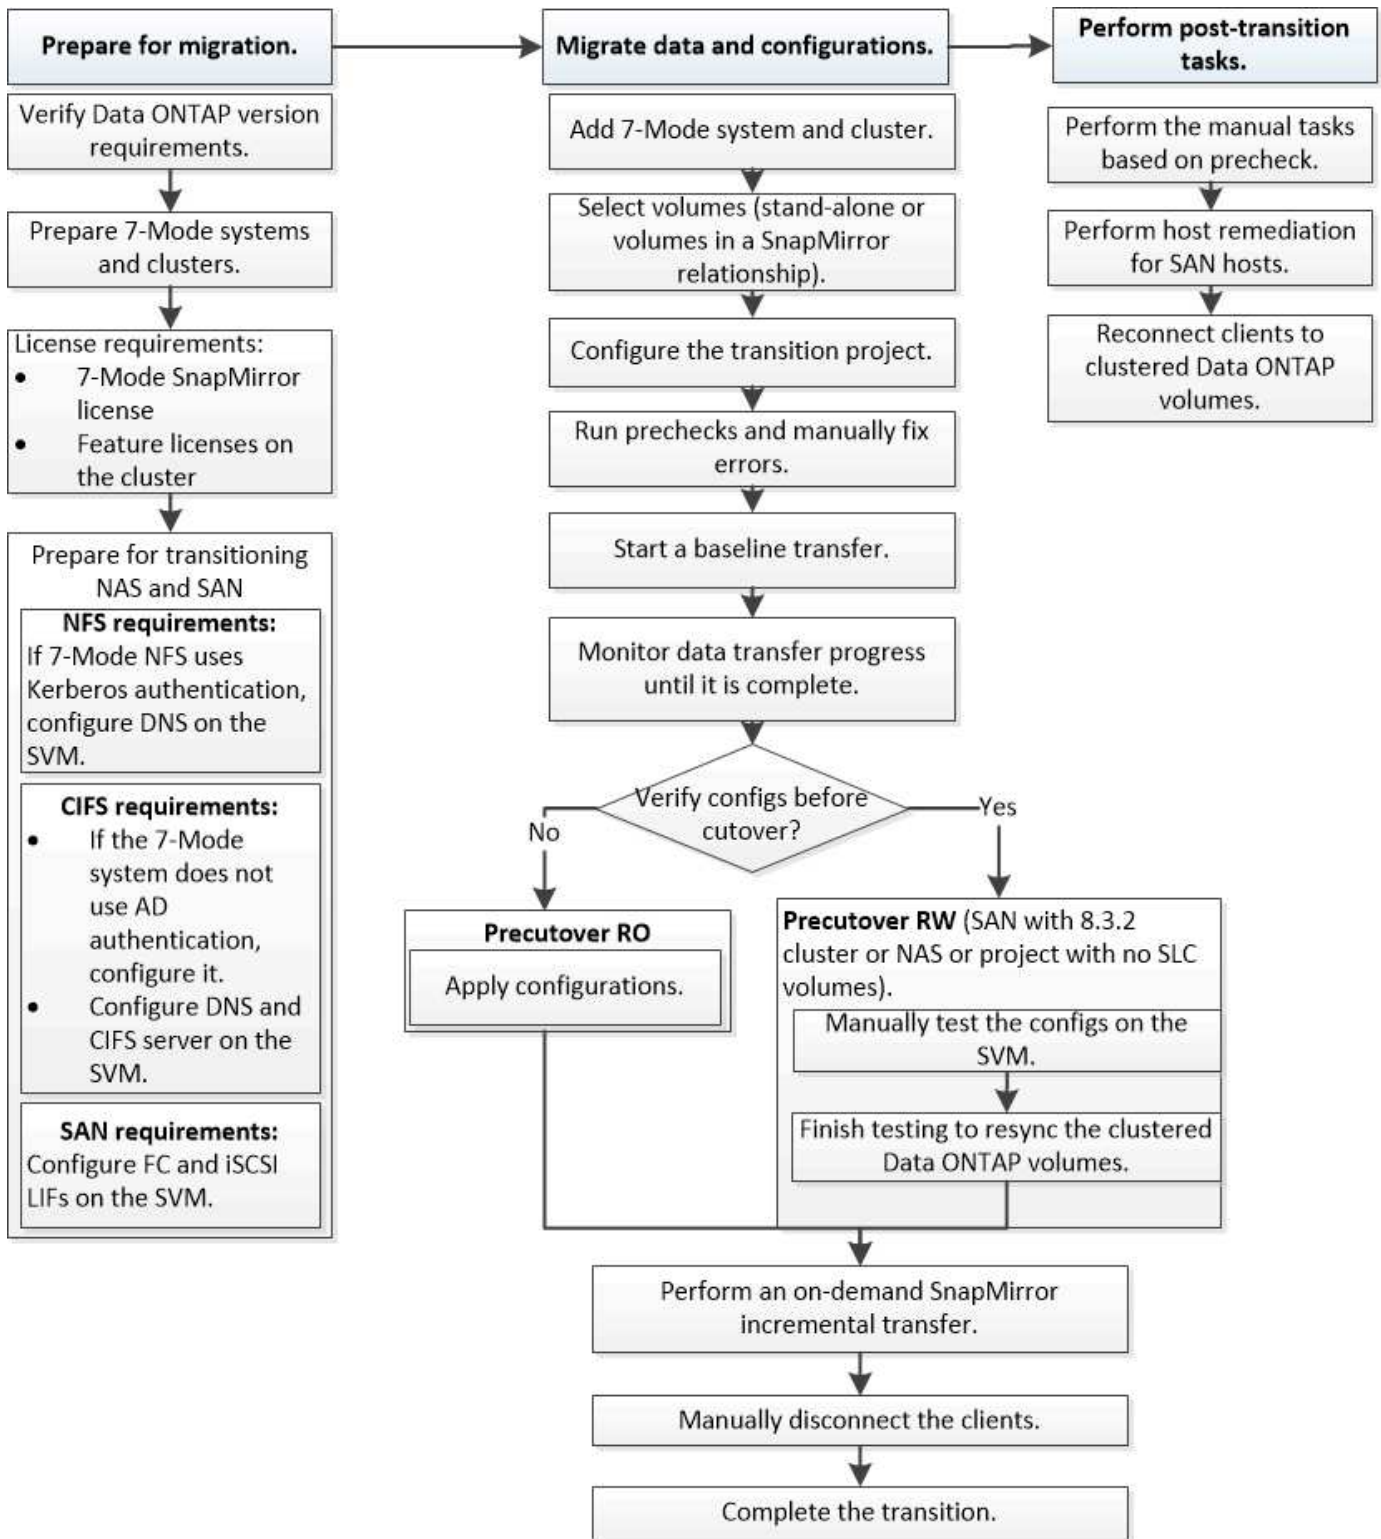 Prepare for migration.
Migrate data and configurations.
Perform post-transition
tasks.
Verify Data ONTAP version
requirements.
Prepare 7-Mode systems
and clusters.
License requirements:
• 7-Mode SnapMirror
license
• Feature licenses on
the cluster
Prepare for transitioning
NAS and SAN
NFS requirements:
If 7-Mode NFS uses
Kerberos authentication,
configure DNS on the
SVM.
CIFS requirements:
• If the 7-Mode
system does not
use AD
authentication,
configure it.
• Configure DNS and
CIFS server on the
SVM.
SAN requirements:
Configure FC and iSCSI
LIFs on the SVM.
Add 7-Mode system and cluster.
Select volumes (stand-alone or
volumes in a SnapMirror
relationship).
Configure the transition project.
Run prechecks and manually fix
errors.
Start a baseline transfer.
Monitor data transfer progress
until it is complete.
Verify configs before
cutover?
No
Yes
Precutover RO
Apply configurations.
Precutover RW (SAN with 8.3.2
cluster or NAS or project with no SLC
volumes).
Manually test the configs on the
SVM.
Finish testing to resync the clustered
Data ONTAP volumes.
Perform an on-demand SnapMirror
incremental transfer.
Manually disconnect the clients.
Complete the transition.
Perform the manual tasks
based on precheck.
Perform host remediation
for SAN hosts.
Reconnect clients to
clustered Data ONTAP
volumes.